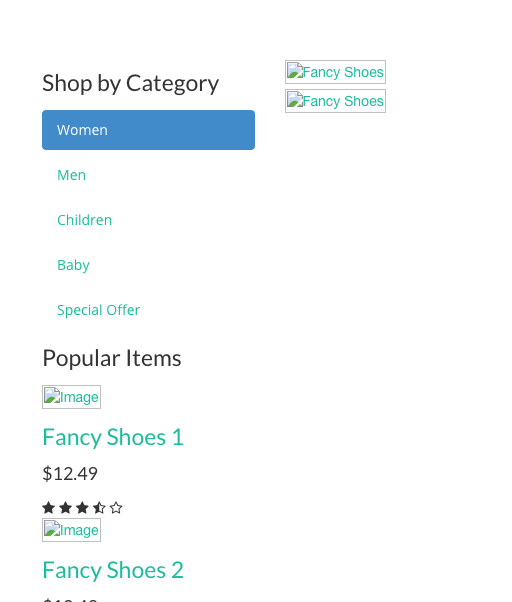 Shop by Category
Women
Men
Children
Baby
Special Offer
Popular Items
Image
Fancy Shoes 1
$12.49
Image
Fancy Shoes 2
Fancy Shoes
Fancy Shoes